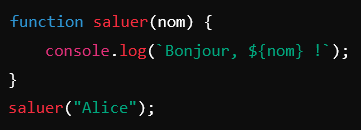 function saluer(nom) {
    console.log(`Bonjour, ${nom} !`);
}
saluer("Alice");